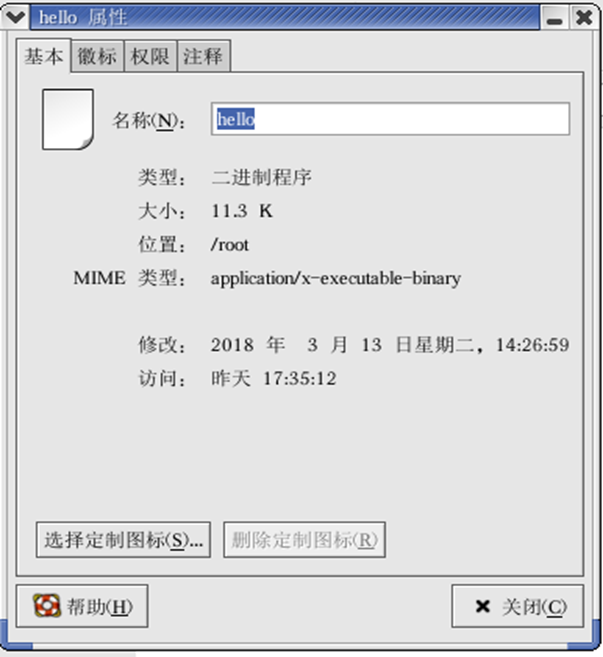 hello 属性
基本 徽标 权限 注释
名称(N): hello
类型: 二进制程序
大小: 11.3 K
位置: /root
MIME 类型: application/x-executable-binary
修改: 2018 年 3 月 13 日星期二, 14:26:59
访问: 昨天 17:35:12
选择定制图标(S)... 删除定制图标(R)
帮助(H) 关闭(C)